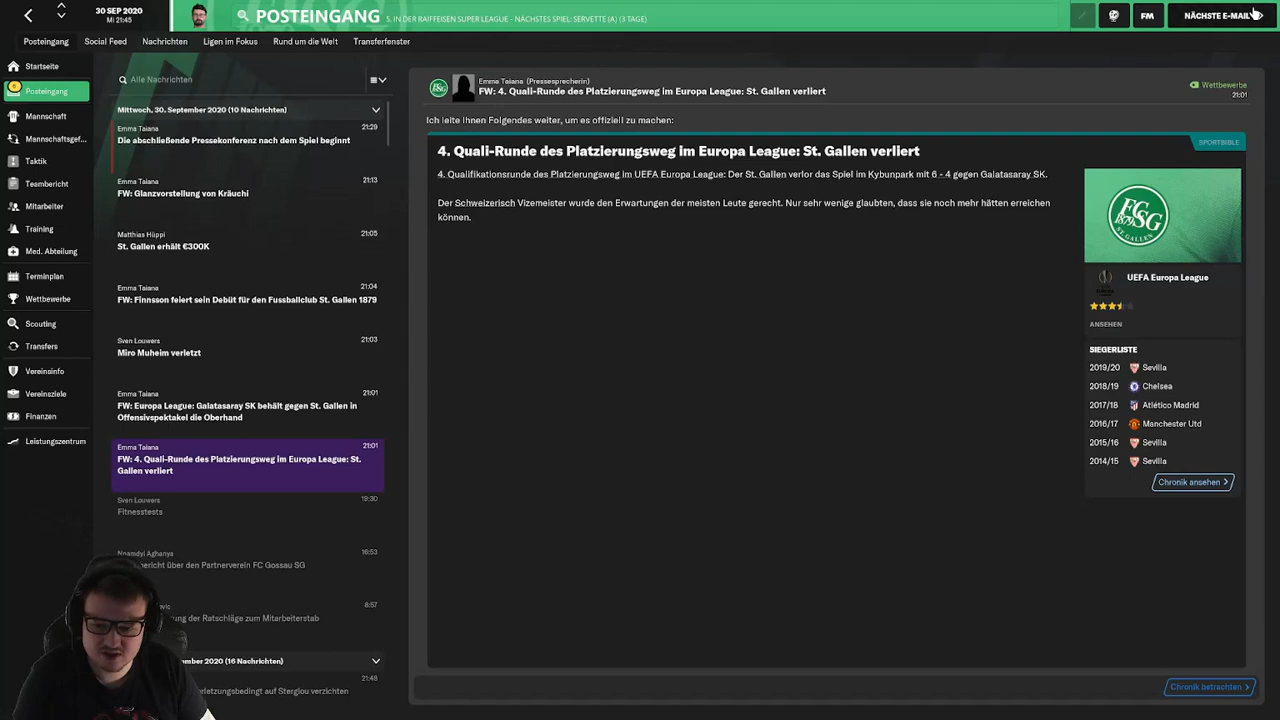 30 SEP 2020
MI 21:45
POSTEINGANG
5. IN DER RAIFFEISEN SUPER LEAGUE - NÄCHSTES SPIEL: SERVETTE (A) (3 TAGE)
FM
NÄCHSTE E-MAIL
Posteingang
Social Feed
Nachrichten
Ligen im Fokus
Rund um die Welt
Transferfenster
Startseite
Posteingang
Mannschaft
Mannschaftsgef...
Taktik
Teambericht
Mitarbeiter
Training
Med. Abteilung
Terminplan
Wettbewerbe
Scouting
Transfers
Vereinsinfo
Vereinsziele
Finanzen
Leistungszentrum
Alle Nachrichten
Mittwoch, 30. September 2020 (10 Nachrichten)
Emma Taiana 21:29
Die abschließende Pressekonferenz nach dem Spiel beginnt
Emma Taiana 21:13
FW: Glanzvorstellung von Kräuchi
Matthias Hüppi 21:05
St. Gallen erhält €300K
Emma Taiana 21:04
FW: Finnsson feiert sein Debüt für den Fussballclub St. Gallen 1879
Sven Louwers 21:03
Miro Muheim verletzt
Emma Taiana 21:01
FW: Europa League: Galatasaray SK behält gegen St. Gallen in
Offensivspektakel die Oberhand
Emma Taiana 21:01
FW: 4. Quali-Runde des Platzierungsweg im Europa League: St.
Gallen verliert
Sven Louwers 19:30
Fitnesstests
Nnamdyi Aghanya 16:53
bericht über den Partnerverein FC Gossau SG
8:57
der Ratschläge zum Mitarbeiterstab
2020 (16 Nachrichten)
21:48
auf Stergiou verzichten
Emma Taiana (Pressesprecherin)
FW: 4. Quali-Runde des Platzierungsweg im Europa League: St. Gallen verliert
Wettbewerbe
21:01
Ich leite Ihnen Folgendes weiter, um es offiziell zu machen:
SPORTBIBLE
4. Quali-Runde des Platzierungsweg im Europa League: St. Gallen verliert
4. Qualifikationsrunde des Platzierungsweg im UEFA Europa League: Der St. Gallen verlor das Spiel im Kybunpark mit 6 - 4 gegen Galatasaray SK.
Der Schweizerisch Vizemeister wurde den Erwartungen der meisten Leute gerecht. Nur sehr wenige glaubten, dass sie noch mehr hätten erreichen
können.
FCSG
1879
ST. GALLEN
UEFA Europa League
ANSEHEN
SIEGERLISTE
2019/20 Sevilla
2018/19 Chelsea
2017/18 Atlético Madrid
2016/17 Manchester Utd
2015/16 Sevilla
2014/15 Sevilla
Chronik ansehen
Chronik betrachten